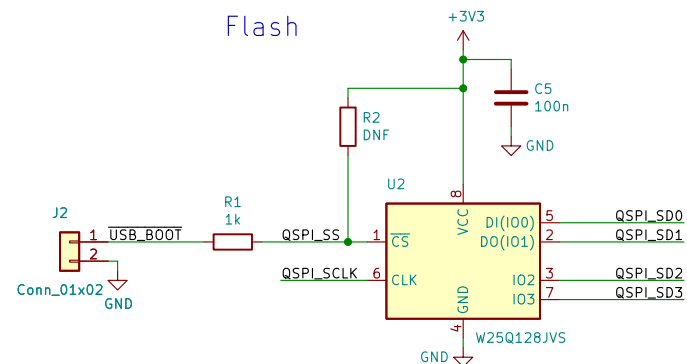 Flash
+3V3
C5
100n
GND
R2
DNF
U2
R1
1k
J2
1
2
USB_BOOT
Conn_01x02
GND
QSPI_SS
QSPI_SCLK
1
6
8
4
CS
CLK
VCC
GND
DI(IO0)
DO(IO1)
IO2
IO3
5
2
3
7
QSPI_SD0
QSPI_SD1
QSPI_SD2
QSPI_SD3
W25Q128JVS
GND